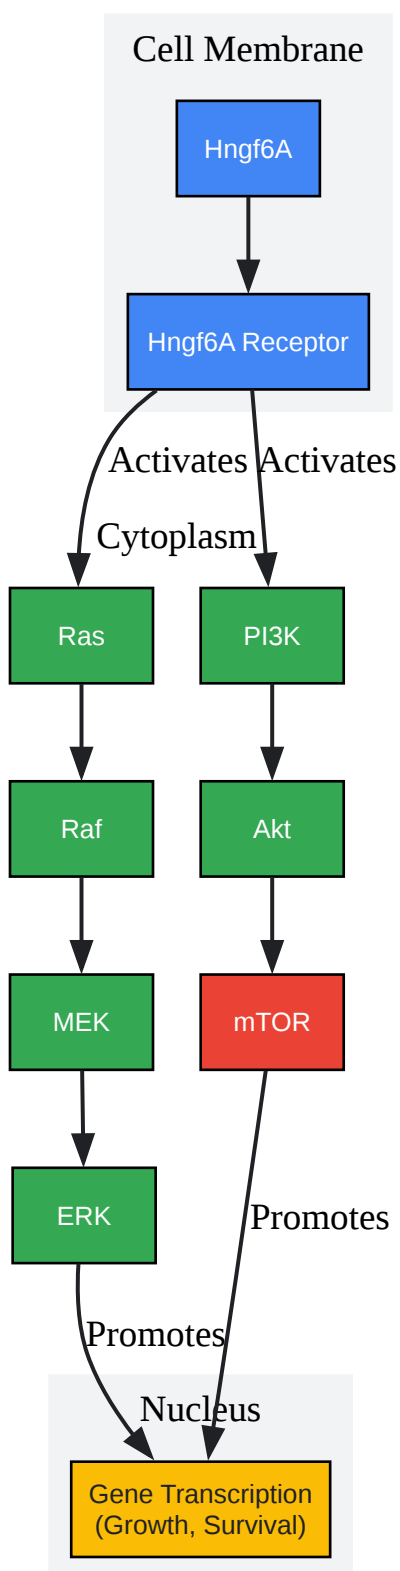 Cell Membrane
Hngf6A
Hngf6A Receptor
Activates
Activates
Cytoplasm
Ras
PI3K
Raf
Akt
MEK
mTOR
ERK
Promotes
Promotes
Nucleus
Gene Transcription
(Growth, Survival)